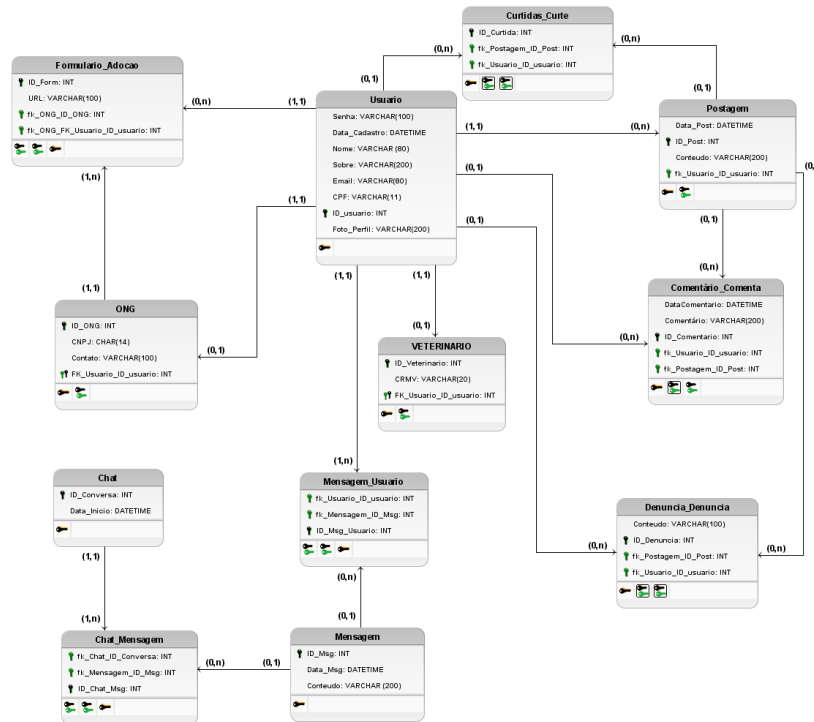 Curtidas_Curte
ID_Curtida: INT
fk_Postagem_ID_Post: INT
fk_Usuario_ID_usuario: INT
(0,n)
(0,n)
(0,1)
(0,1)
Formulario_Adocao
ID_Form: INT
URL: VARCHAR(100)
fk_ONG_ID_ONG: INT
fk_ONG_FK_Usuario_ID_usuario: INT
(0,n)
(1,1)
(1,n)
Usuario
Senha: VARCHAR(100)
Data_Cadastro: DATETIME
Nome: VARCHAR (80)
Sobre: VARCHAR(200)
Email: VARCHAR(80)
CPF: VARCHAR(11)
ID_usuario: INT
Foto_Perfil: VARCHAR(200)
(1,1)
(0,n)
(0,1)
(0,1)
(1,1)
(1,1)
(1,1)
Postagem
Data_Post: DATETIME
ID_Post: INT
Conteudo: VARCHAR(200)
fk_Usuario_ID_usuario: INT
(0,
(0,1)
(0,n)
(1,1)
ONG
ID_ONG: INT
CNPJ: CHAR(14)
Contato: VARCHAR(100)
FK_Usuario_ID_usuario: INT
(0,1)
(0,1)
VETERINARIO
ID_Veterinario: INT
CRMV: VARCHAR(20)
FK_Usuario_ID_usuario: INT
Comentário_Comenta
DataComentario: DATETIME
Comentário: VARCHAR(200)
ID_Comentario: INT
fk_Usuario_ID_usuario: INT
fk_Postagem_ID_Post: INT
(0,n)
(1,n)
Chat
ID_Conversa: INT
Data_Inicio: DATETIME
(1,1)
(1,n)
Mensagem_Usuario
fk_Usuario_ID_usuario: INT
fk_Mensagem_ID_Msg: INT
ID_Msg_Usuario: INT
(0,n)
(0,1)
Denuncia_Denuncia
Conteudo: VARCHAR(100)
ID_Denuncia: INT
fk_Postagem_ID_Post: INT
fk_Usuario_ID_usuario: INT
(0,n)
(0,n)
Chat_Mensagem
fk_Chat_ID_Conversa: INT
fk_Mensagem_ID_Msg: INT
ID_Chat_Msg: INT
(0,n)
(0,1)
Mensagem
ID_Msg: INT
Data_Msg: DATETIME
Conteudo: VARCHAR (200)